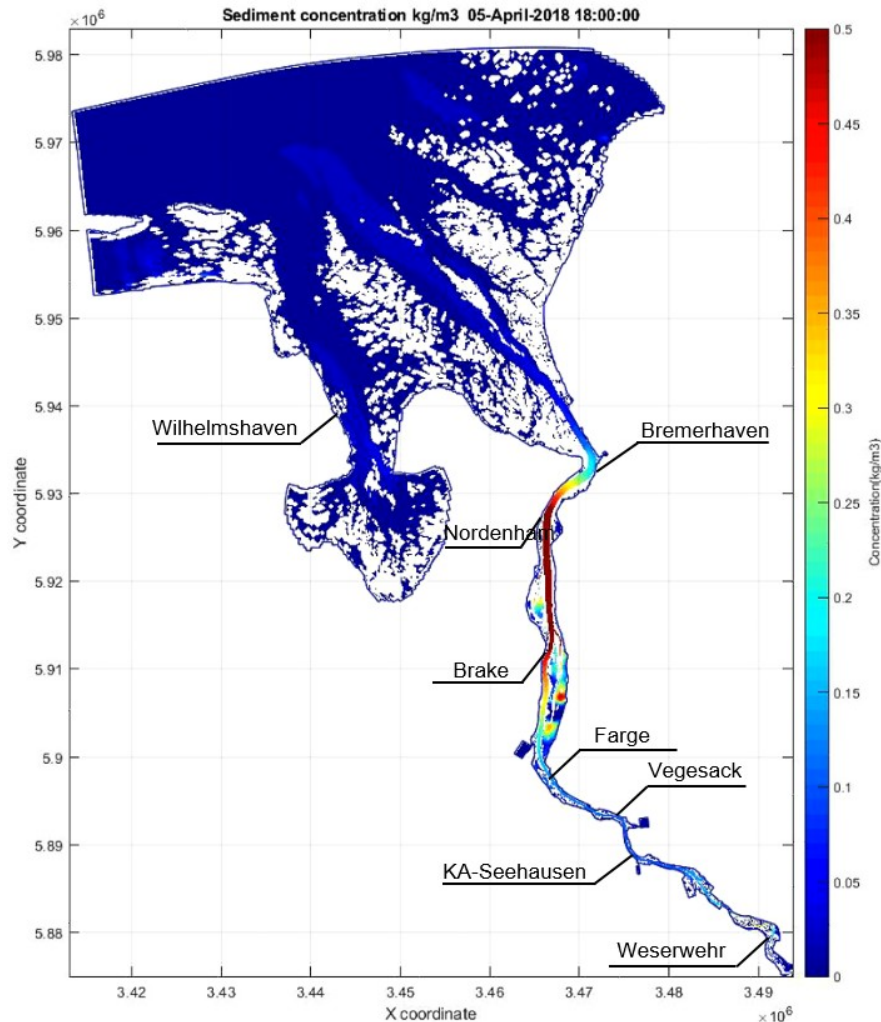 Sediment concentration kg/m3 05-April-2018 18:00:00
×10⁶
5.98
5.97
5.96
5.95
5.94
5.93
5.92
5.91
5.9
5.89
5.88
Y coordinate
Wilhelmshaven
Bremerhaven
Nordenham
Brake
Farge
Vegesack
KA-Seehausen
Weserwehr
3.42
3.43
3.44
3.45
3.46
3.47
3.48
3.49
×10⁶
X coordinate
0.5
0.45
0.4
0.35
0.3
0.25
0.2
0.15
0.1
0.05
0
Concentration(kg/m3}